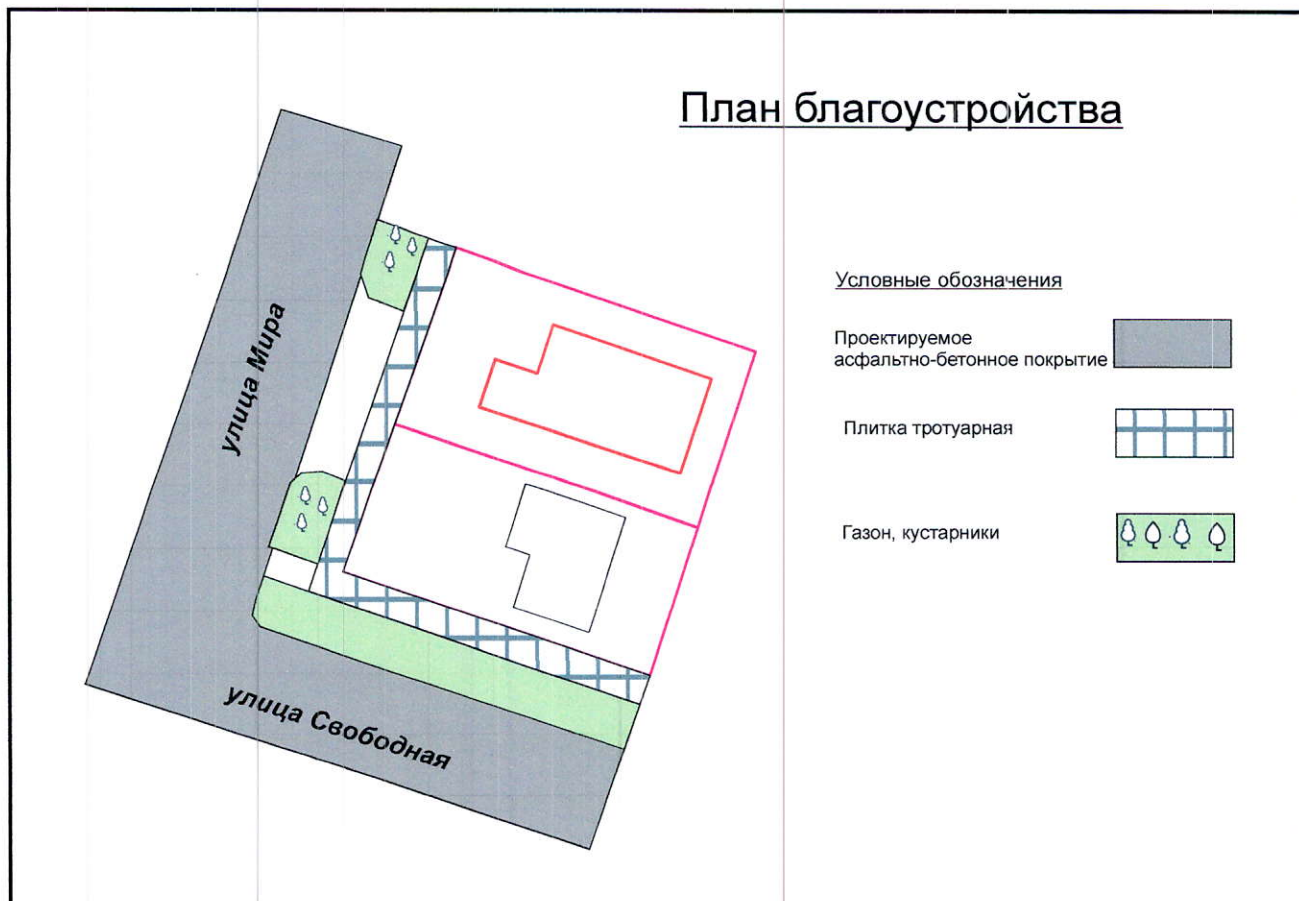 План благоустройства
Условные обозначения
Проектируемое
асфальтно-бетонное покрытие
Плитка тротуарная
Газон, кустарники
улица Мира
улица Свободная